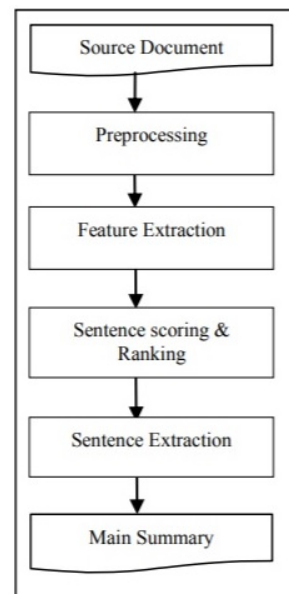 Source Document
Preprocessing
Feature Extraction
Sentence scoring &
Ranking
Sentence Extraction
Main Summary